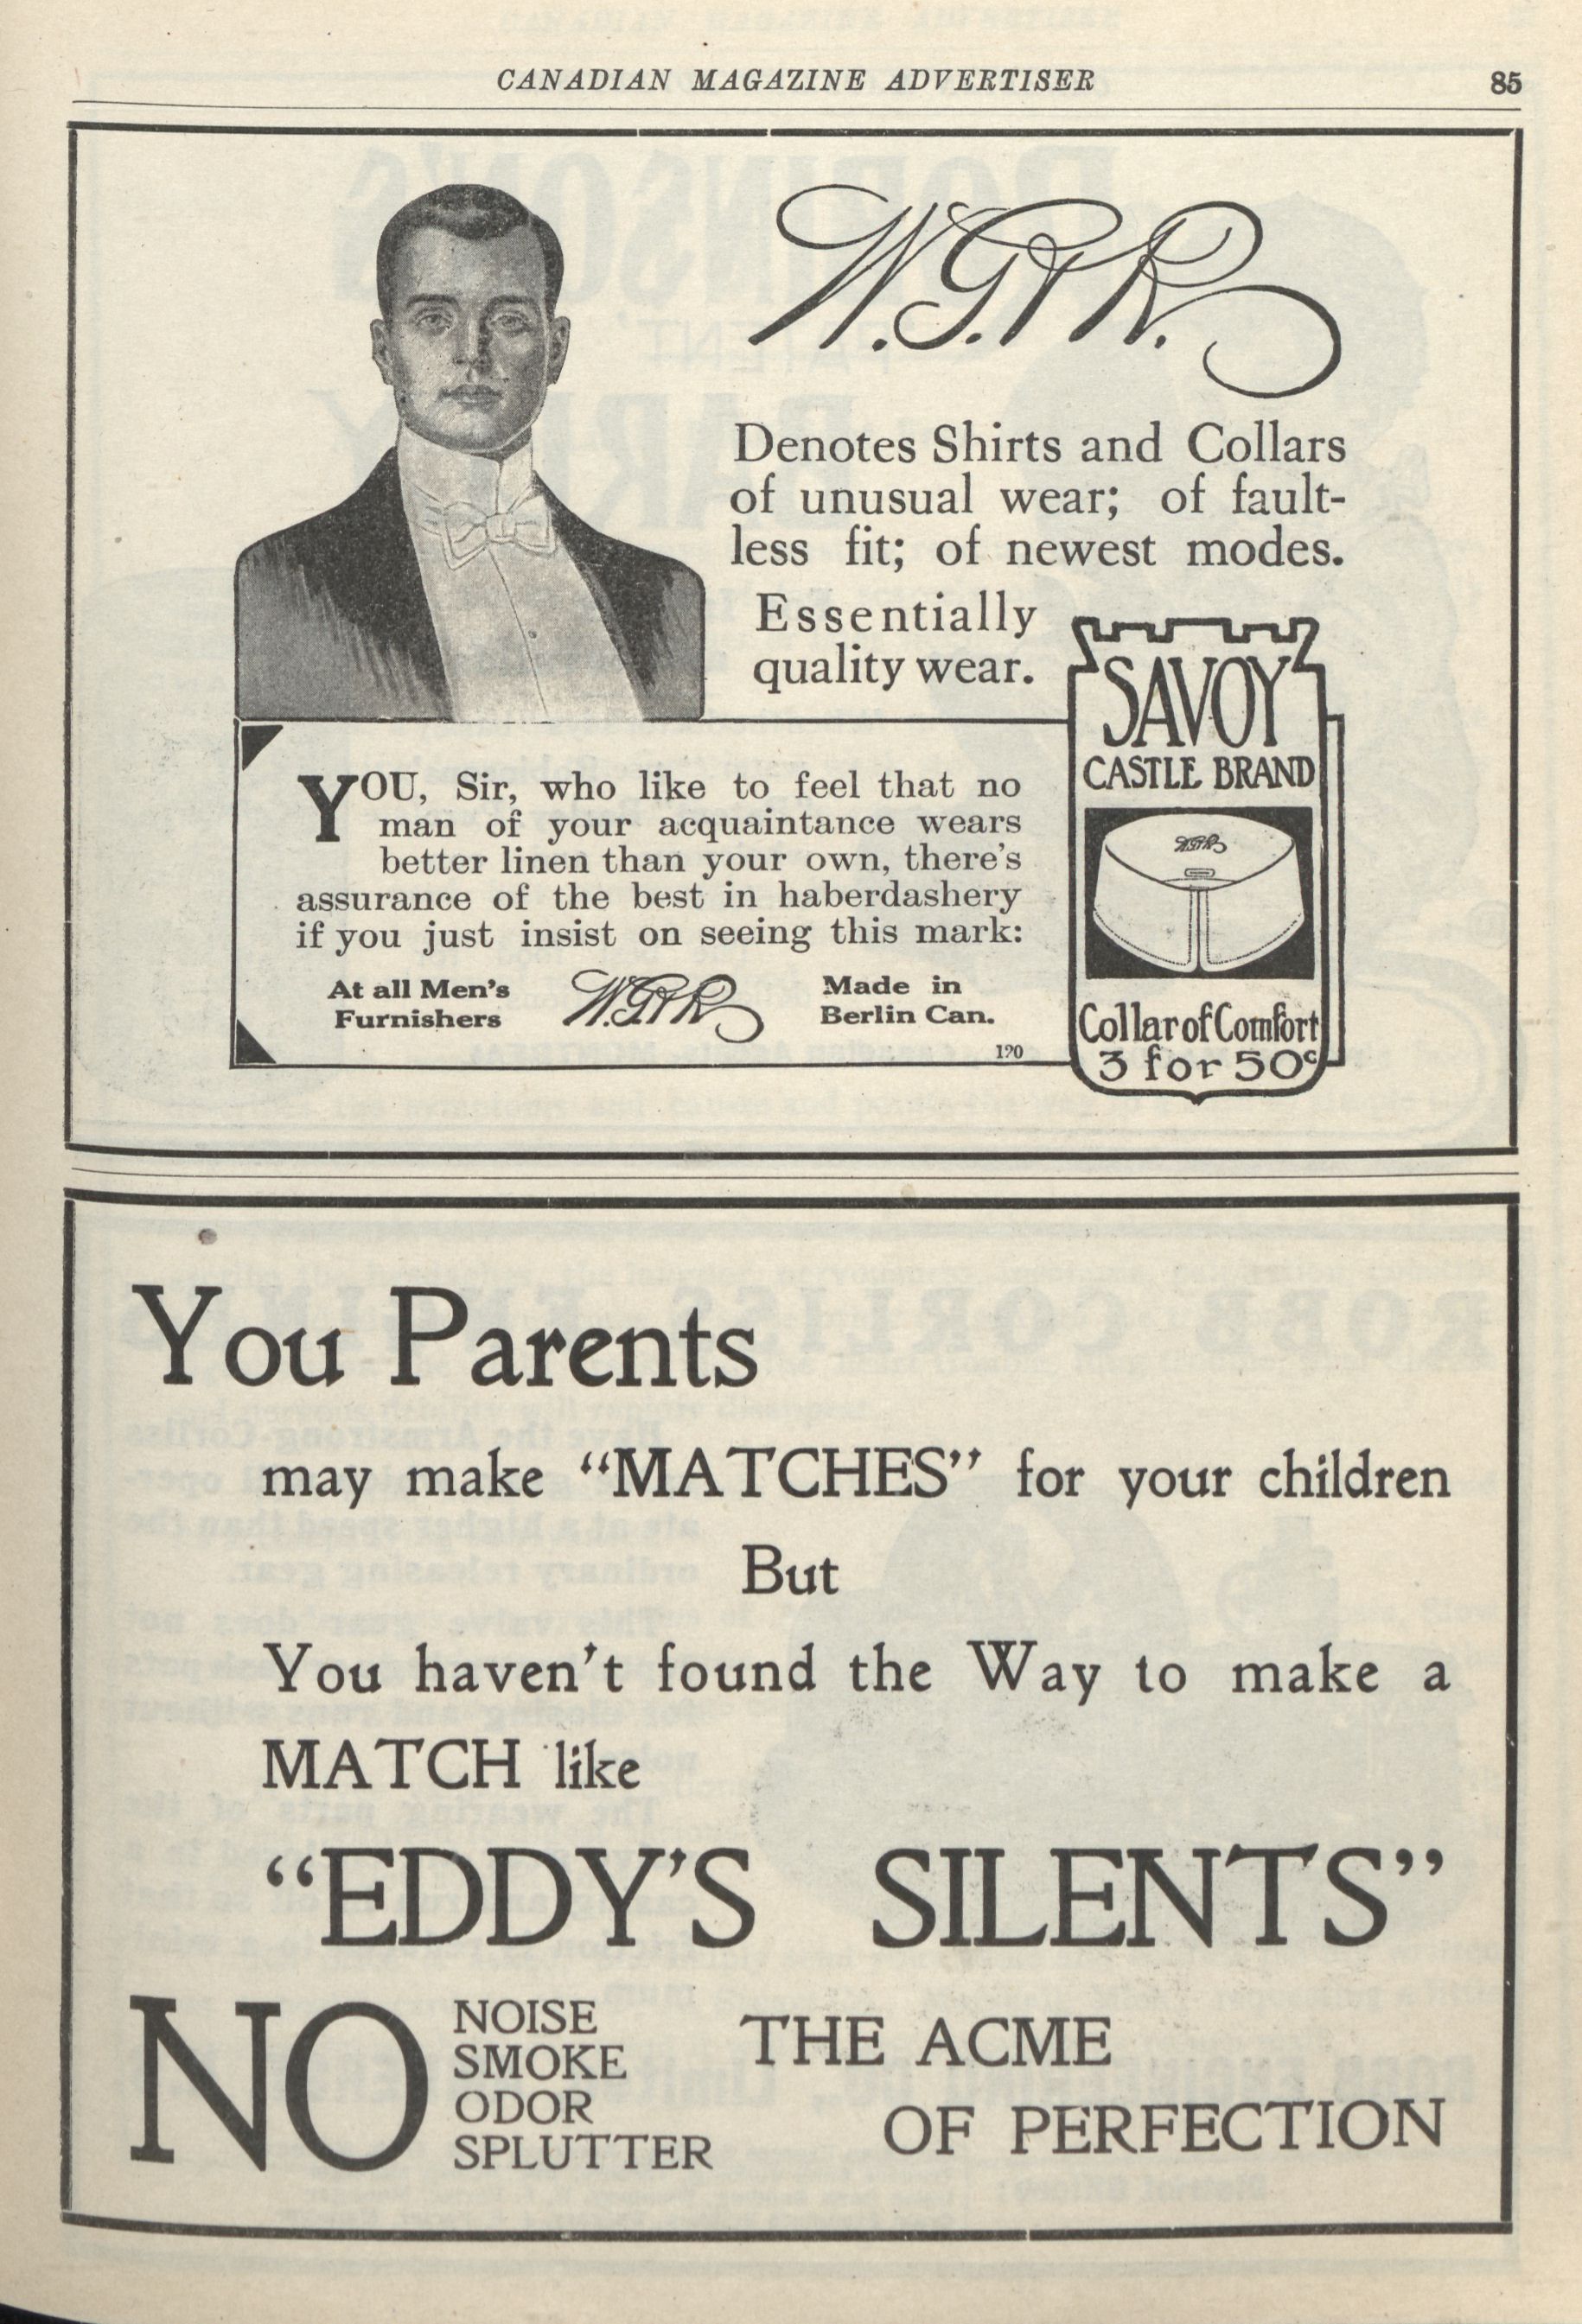 CANADIAN MAGAZINE ADVERTISER 85
W.G.&R.
Denotes Shirts and Collars
of unusual wear; of fault-
less fit; of newest modes.
Essentially
quality wear.
YOU, Sir, who like to feel that no
man of your acquaintance wears
better linen than your own, there's
assurance of the best in haberdashery
if you just insist on seeing this mark:
At all Men's
Furnishers
W.G.&R.
Made in
Berlin Can.
120
SAVOY
CASTLE BRAND
W.G.&R.
Collar of Comfort
3 for 50c
You Parents
may make “MATCHES” for your children
But
You haven't found the Way to make a
MATCH like
“EDDY'S SILENTS”
NO
NOISE
SMOKE
ODOR
SPLUTTER
THE ACME
OF PERFECTION